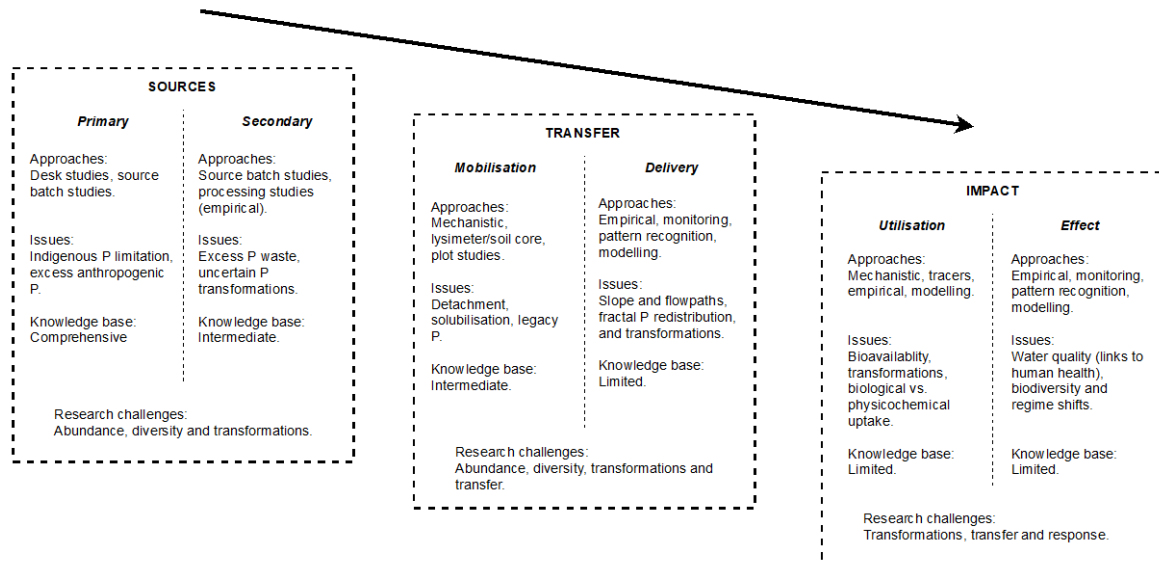 SOURCES
Primary
Approaches:
Desk studies, source
batch studies.
Issues:
Indigenous P limitation,
excess anthropogenic
P.
Knowledge base:
Comprehensive
Secondary
Approaches:
Source batch studies,
processing studies
(empirical).
Issues:
Excess P waste,
uncertain P
transformations.
Knowledge base:
Intermediate.
Research challenges:
Abundance, diversity and transformations.
TRANSFER
Mobilisation
Approaches:
Mechanistic,
lysimeter/soil core,
plot studies.
Issues:
Detachment,
solubilisation, legacy
P.
Knowledge base:
Intermediate.
Delivery
Approaches:
Empirical, monitoring,
pattern recognition,
modelling.
Issues:
Slope and flowpaths,
fractal P redistribution,
and transformations.
Knowledge base:
Limited.
Research challenges:
Abundance, diversity, transformations and
transfer.
IMPACT
Utilisation
Approaches:
Mechanistic, tracers,
empirical, modelling.
Issues:
Bioavailablity,
transformations,
biological vs.
physicochemical
uptake.
Knowledge base:
Limited.
Effect
Approaches:
Empirical, monitoring,
pattern recognition,
modelling.
Issues:
Water quality (links to
human health),
biodiversity and
regime shifts.
Knowledge base:
Limited.
Research challenges:
Transformations, transfer and response.